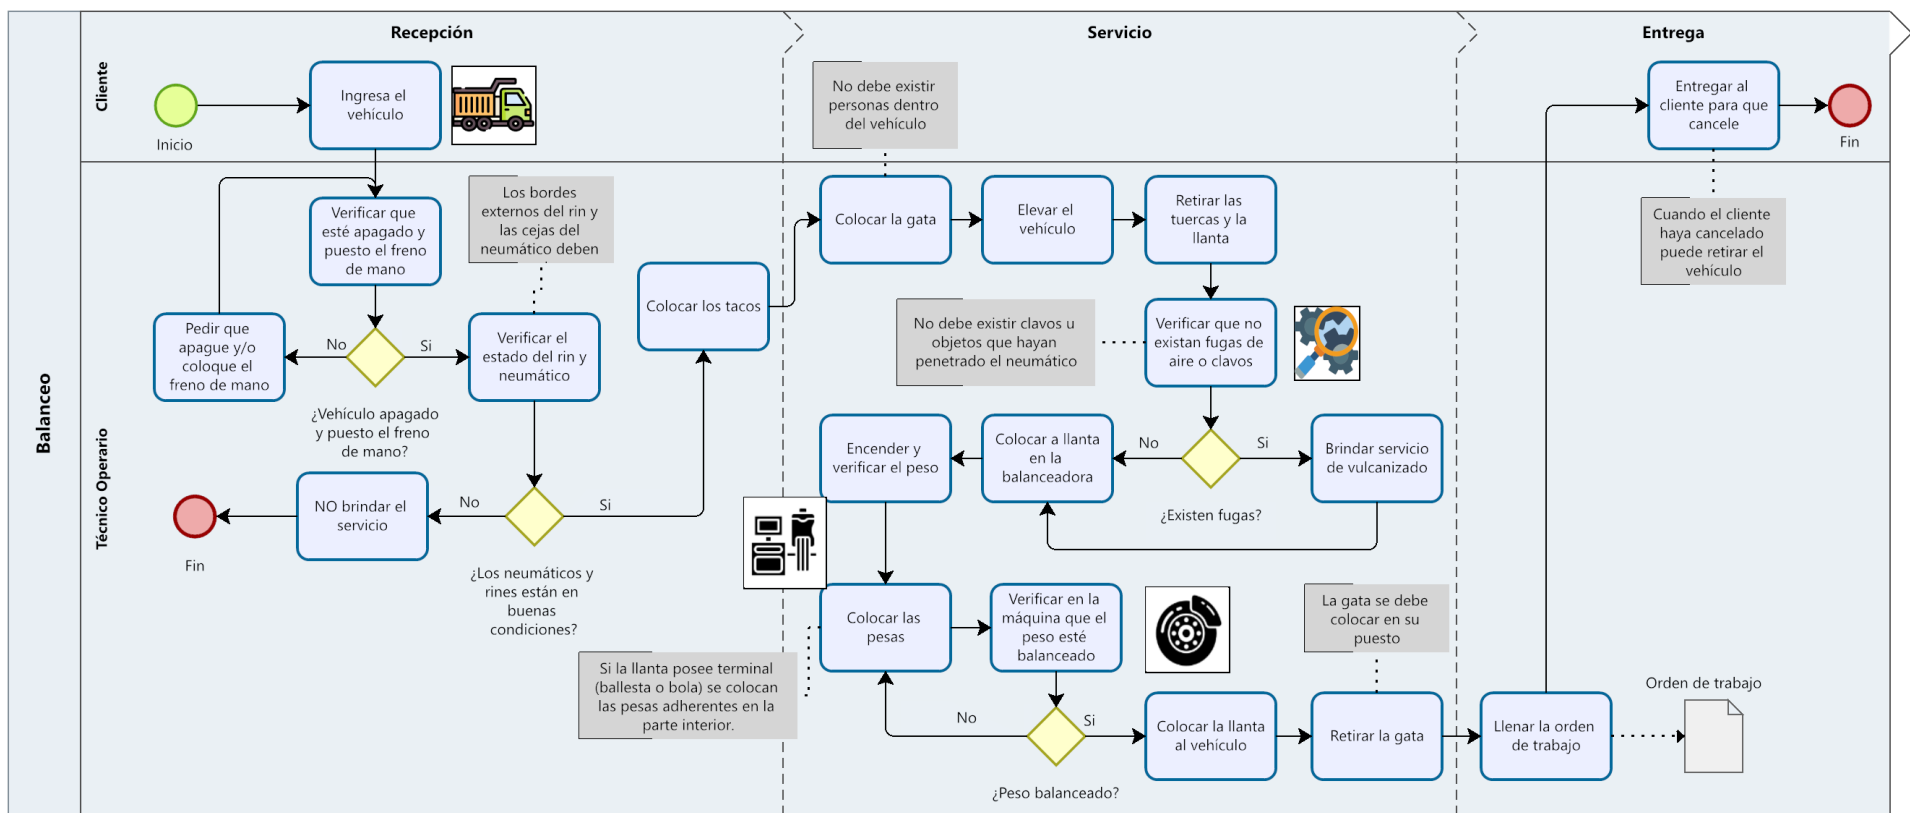 Recepción
Servicio
Entrega
Balanceo
Cliente
Técnico Operario
Inicio
Ingresa el
vehículo
Verificar que
esté apagado y
puesto el freno
de mano
Pedir que
apague y/o
coloque el
freno de mano
No
Si
¿Vehículo apagado
y puesto el freno
de mano?
Los bordes
externos del rin y
las cejas del
neumático deben
Verificar el
estado del rin y
neumático
No
Si
¿Los neumáticos y
rines están en
buenas
condiciones?
NO brindar el
servicio
Fin
Colocar los tacos
No debe existir
personas dentro
del vehículo
Colocar la gata
Elevar el
vehículo
Retirar las
tuercas y la
llanta
No debe existir clavos u
objetos que hayan
penetrado el neumático
Verificar que no
existan fugas de
aire o clavos
No
Si
¿Existen fugas?
Brindar servicio
de vulcanizado
Colocar a llanta
en la
balanceadora
Encender y
verificar el peso
Colocar las
pesas
Si la llanta posee terminal
(ballesta o bola) se colocan
las pesas adherentes en la
parte interior.
Verificar en la
máquina que el
peso esté
balanceado
No
Si
¿Peso balanceado?
Colocar la llanta
al vehículo
La gata se debe
colocar en su
puesto
Retirar la gata
Llenar la orden
de trabajo
Orden de trabajo
Entregar al
cliente para que
cancele
Cuando el cliente
haya cancelado
puede retirar el
vehículo
Fin